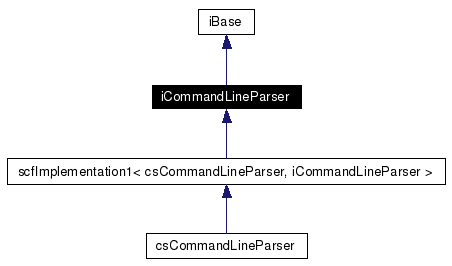 iBase
iCommandLineParser
scfImplementation1< csCommandLineParser, iCommandLineParser >
csCommandLineParser